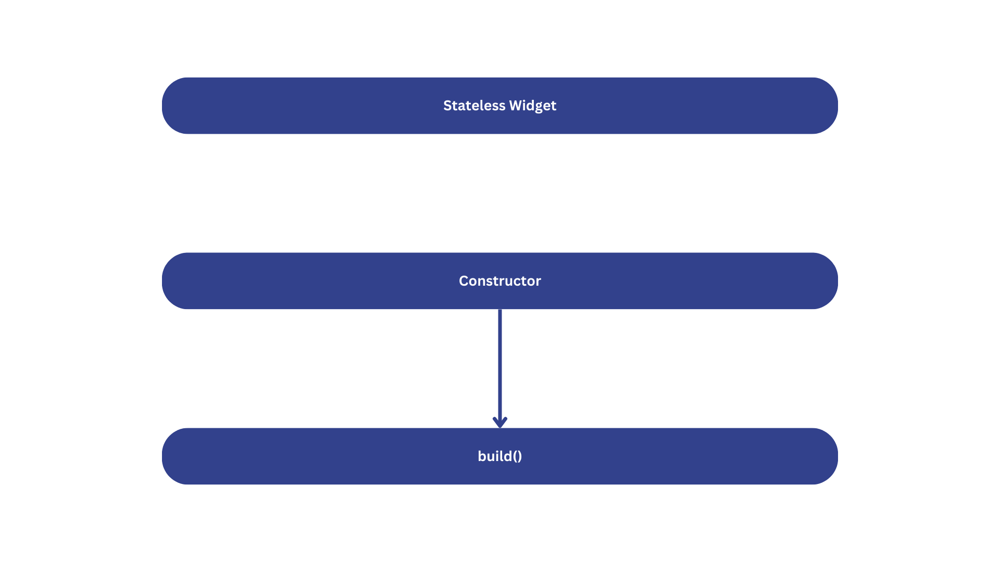 Stateless Widget
Constructor
build()